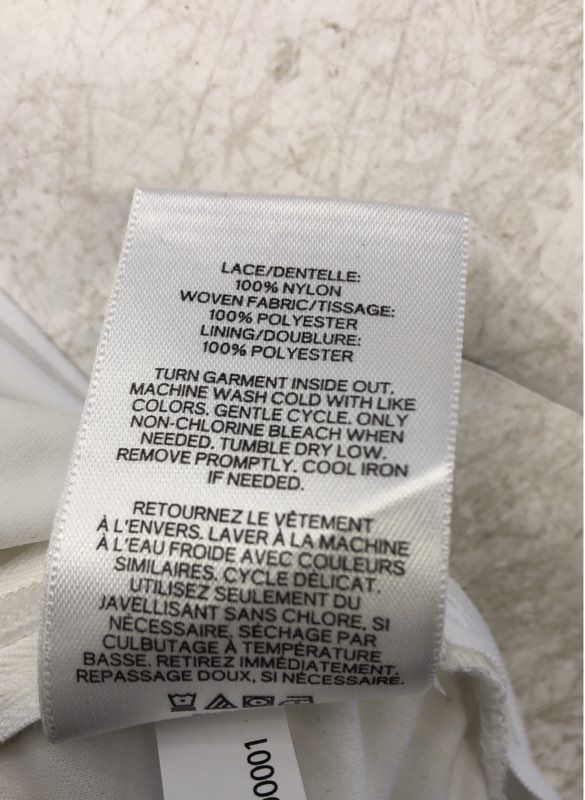 LACE/DENTELLE:
100% NYLON
WOVEN FABRIC/TISSAGE:
100% POLYESTER
LINING/DOUBLURE:
100% POLYESTER
TURN GARMENT INSIDE OUT.
MACHINE WASH COLD WITH LIKE
COLORS. GENTLE CYCLE. ONLY
NON-CHLORINE BLEACH WHEN
NEEDED. TUMBLE DRY LOW.
REMOVE PROMPTLY. COOL IRON
IF NEEDED.
RETOURNEZ LE VÊTEMENT
À L'ENVERS. LAVER À LA MACHINE
À L'EAU FROIDE AVEC COULEURS
SIMILAIRES. CYCLE DÉLICAT.
UTILISEZ SEULEMENT DU
JAVELLISANT SANS CHLORE, SI
NÉCESSAIRE, SÉCHAGE PAR
CULBUTAGE À TEMPÉRATURE
BASSE. RETIREZ IMMÉDIATEMENT.
REPASSAGE DOUX, SI NÉCESSAIRE.